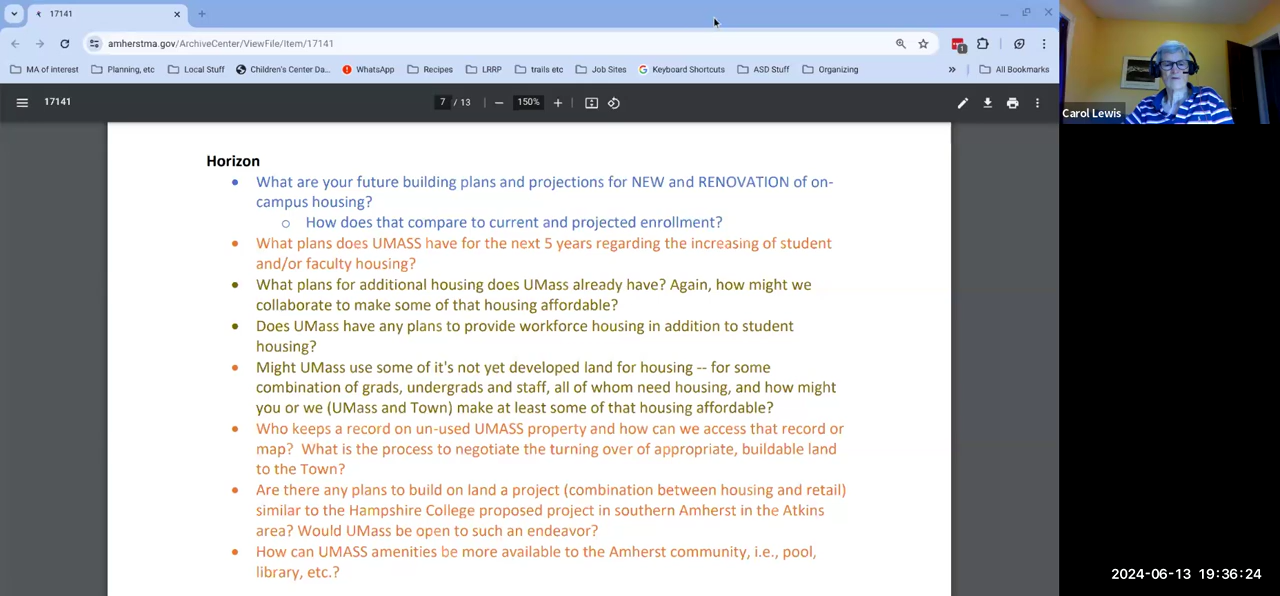 17141
amherstma.gov/ArchiveCenter/ViewFile/Item/17141
1
MA of interest
Planning, etc
Local Stuff
Children's Center Da...
WhatsApp
Recipes
LRRP
trails etc
Job Sites
Keyboard Shortcuts
ASD Stuff
Organizing
»
All Bookmarks
17141
7 / 13
150%
Carol Lewis
Horizon
• What are your future building plans and projections for NEW and RENOVATION of on-
campus housing?
o How does that compare to current and projected enrollment?
• What plans does UMASS have for the next 5 years regarding the increasing of student
and/or faculty housing?
• What plans for additional housing does UMass already have? Again, how might we
collaborate to make some of that housing affordable?
• Does UMass have any plans to provide workforce housing in addition to student
housing?
• Might UMass use some of it's not yet developed land for housing -- for some
combination of grads, undergrads and staff, all of whom need housing, and how might
you or we (UMass and Town) make at least some of that housing affordable?
• Who keeps a record on un-used UMASS property and how can we access that record or
map? What is the process to negotiate the turning over of appropriate, buildable land
to the Town?
• Are there any plans to build on land a project (combination between housing and retail)
similar to the Hampshire College proposed project in southern Amherst in the Atkins
area? Would UMass be open to such an endeavor?
• How can UMASS amenities be more available to the Amherst community, i.e., pool,
library, etc.?
2024-06-13 19:36:24